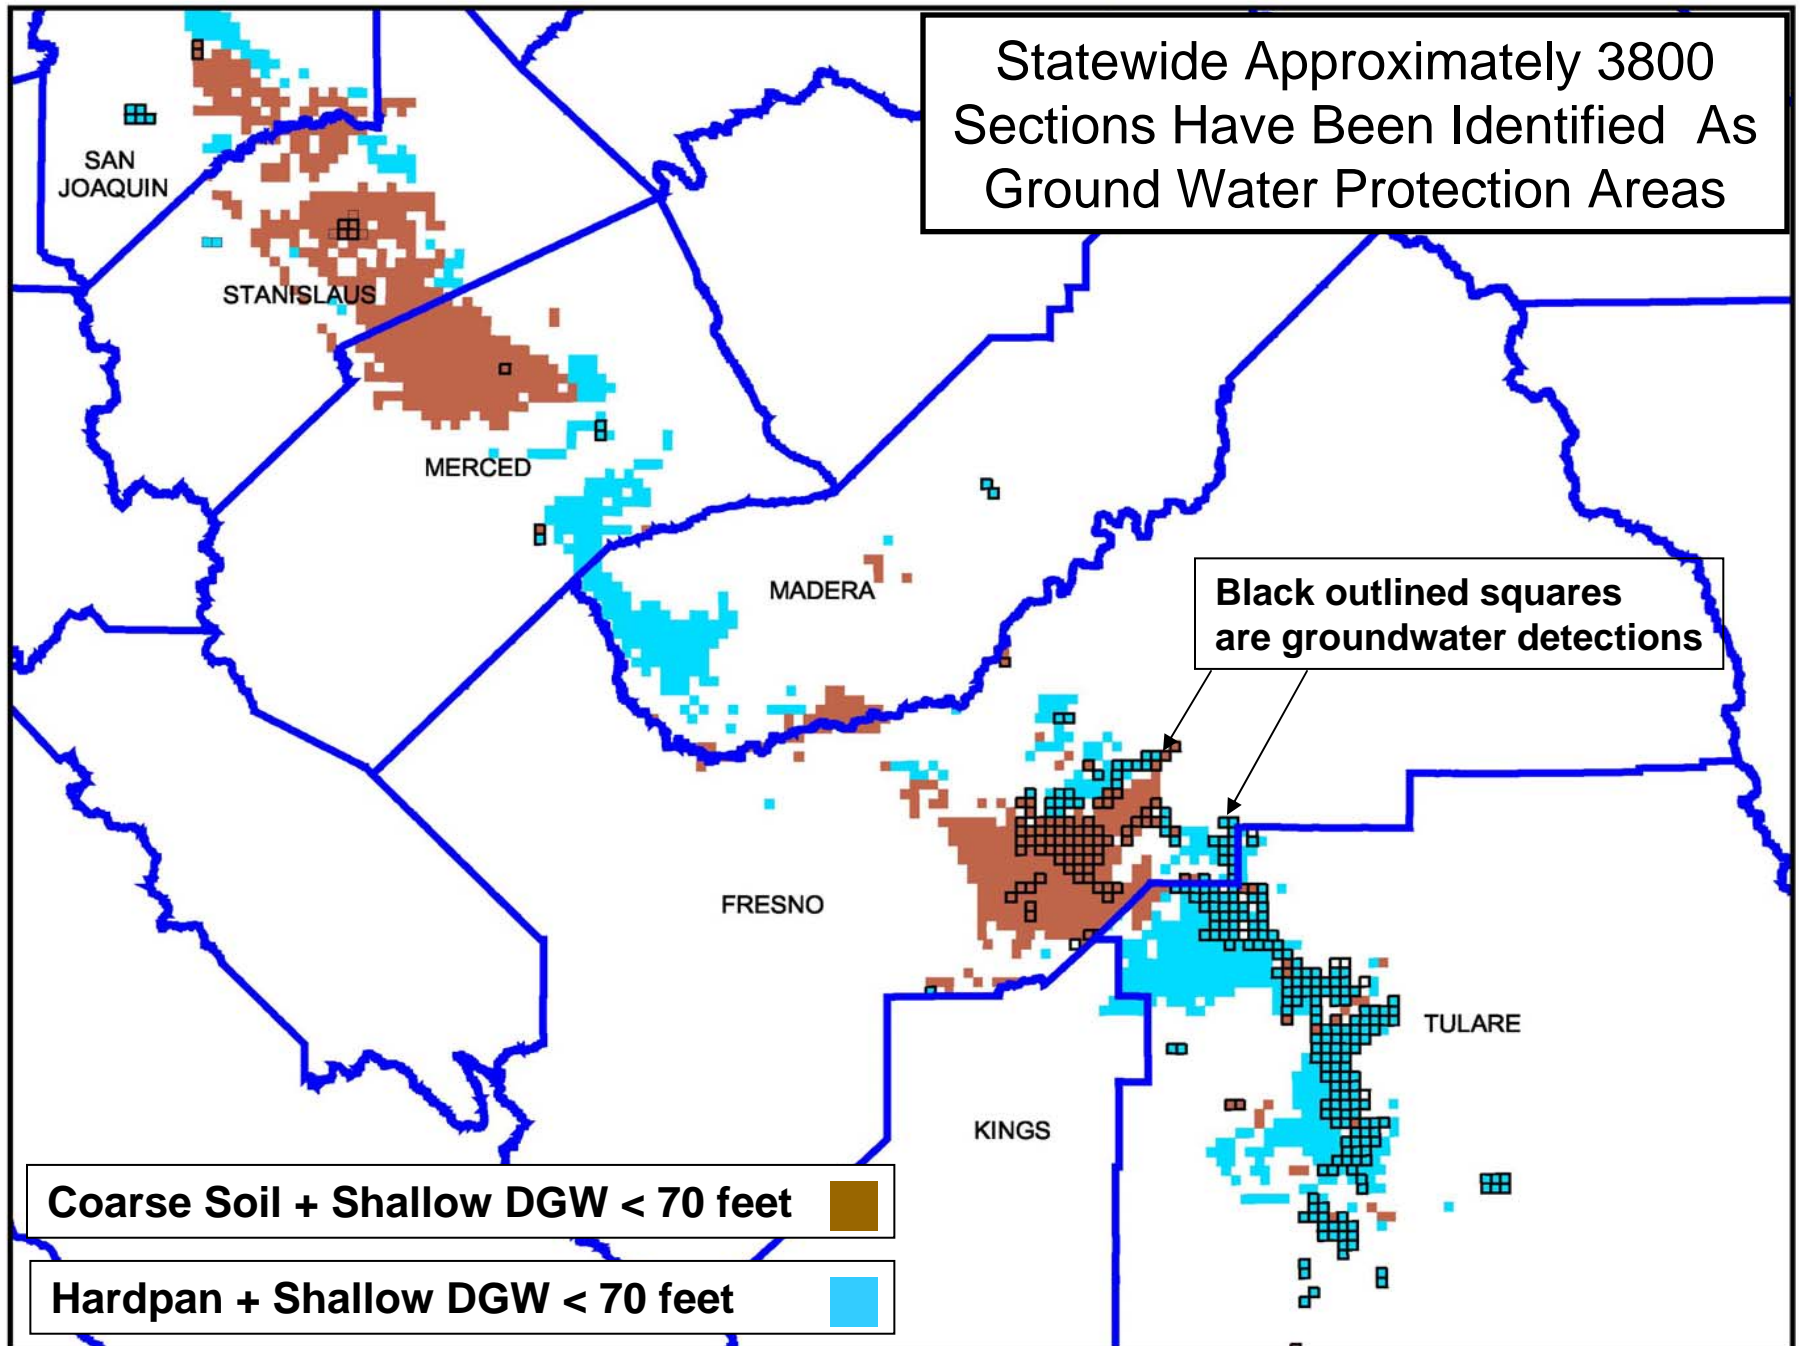 Statewide Approximately 3800
Sections Have Been Identified As
Ground Water Protection Areas
SAN
JOAQUIN
STANISLAUS
MERCED
MADERA
Black outlined squares
are groundwater detections
FRESNO
TULARE
KINGS
Coarse Soil + Shallow DGW < 70 feet
Hardpan + Shallow DGW < 70 feet